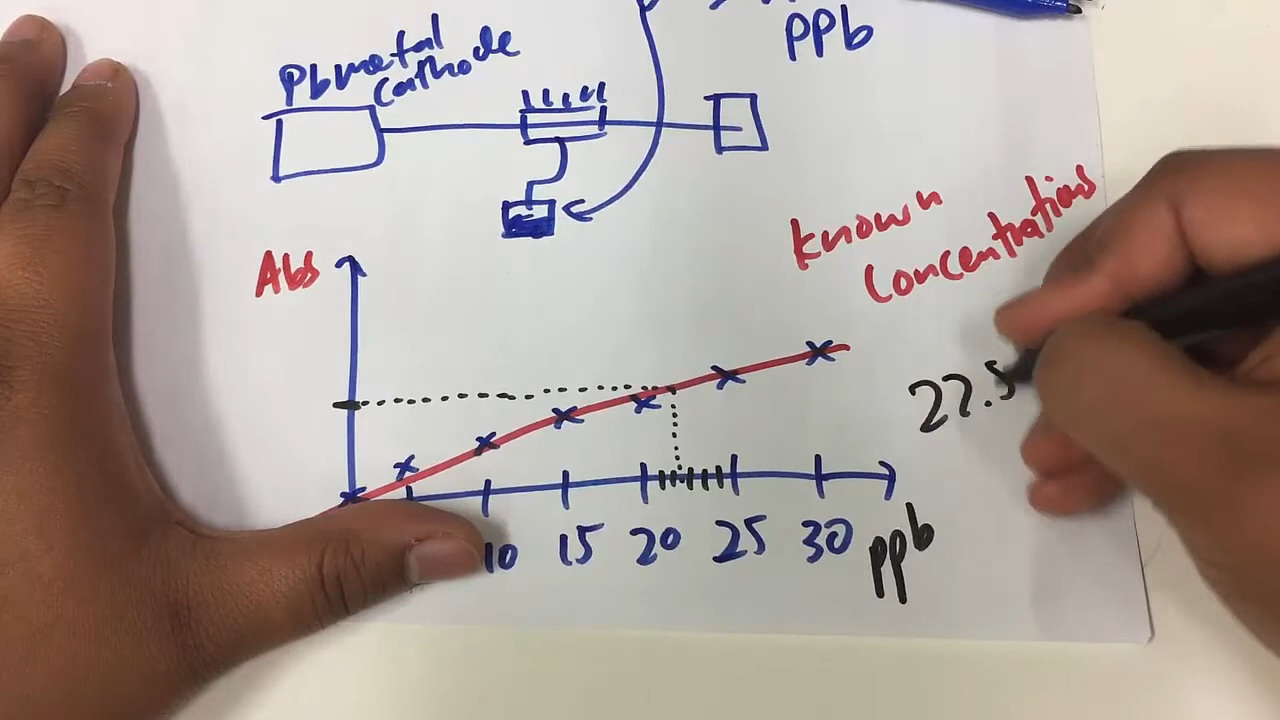 ppb
Pb metal
cathode
known
concentrations
Abs
22.5
10 15 20 25 30 ppb